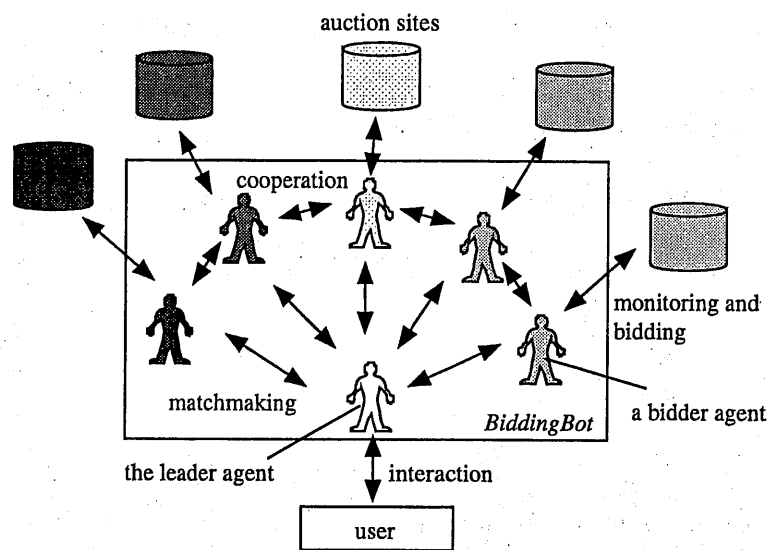 auction sites
cooperation
monitoring and
bidding
matchmaking
BiddingBot
a bidder agent
the leader agent
interaction
user